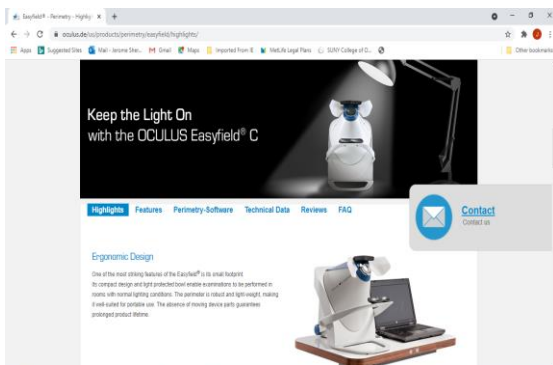 Easyfield® - Perimetry - Highlig
oculus.de/us/products/perimetry/easyfield/highlights/
Apps Suggested Sites Mail - Jerome Sher... Gmail Maps Imported From IE MetLife Legal Plans SUNY College of O... Other bookmarks
Keep the Light On
with the OCULUS Easyfield® C
Highlights Features Perimetry-Software Technical Data Reviews FAQ
Contact
Contact us
Ergonomic Design
One of the most striking features of the Easyfield® is its small footprint.
Its compact design and light protected bowl enable examinations to be performed in
rooms with normal lighting conditions. The perimeter is robust and light-weight, making
it well-suited for portable use. The absence of moving device parts guarantees
prolonged product lifetime.